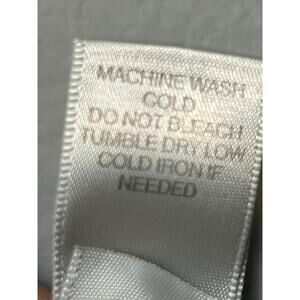 MACHINE WASH
COLD
DO NOT BLEACH
TUMBLE DRY LOW
COLD IRON IF
NEEDED